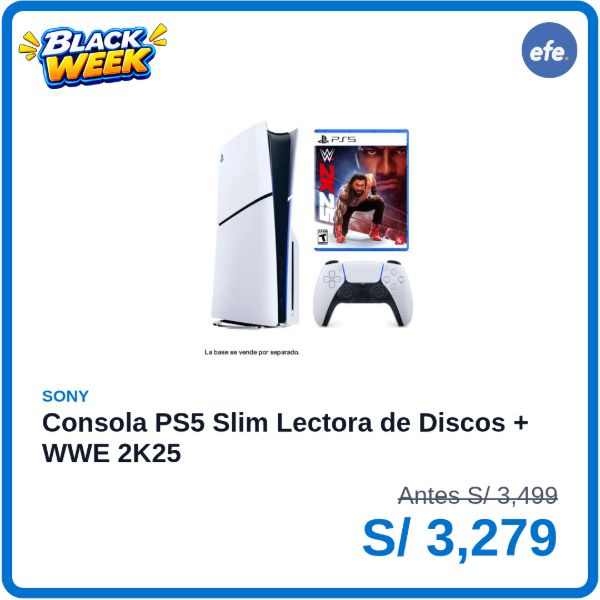 BLACK
WEEK
efe.
PS5
W
2K25
T
2K
La base se vende por separado.
SONY
Consola PS5 Slim Lectora de Discos +
WWE 2K25
Antes S/ 3,499
S/ 3,279